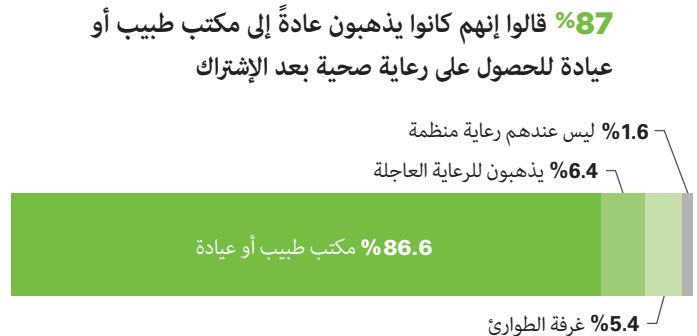 %87 قالوا إنهم كانوا يذهبون عادةً إلى مكتب طبيب أو
عيادة للحصول على رعاية صحية بعد الإشتراك
%1.6 ليس عندهم رعاية منظمة
%6.4 يذهبون للرعاية العاجلة
%86.6 مكتب طبيب أو عيادة
%5.4 غرفة الطوارئ